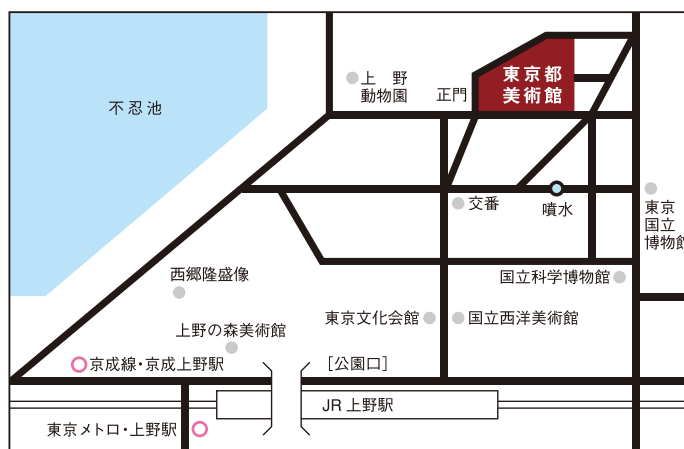 東京都
美術館
上　野
動物園
正門
不忍池
交番
噴水
東京
国立
博物館
西郷隆盛像
国立科学博物館
上野の森美術館
東京文化会館
国立西洋美術館
京成線・京成上野駅
［公園口］
JR 上野駅
東京メトロ・上野駅